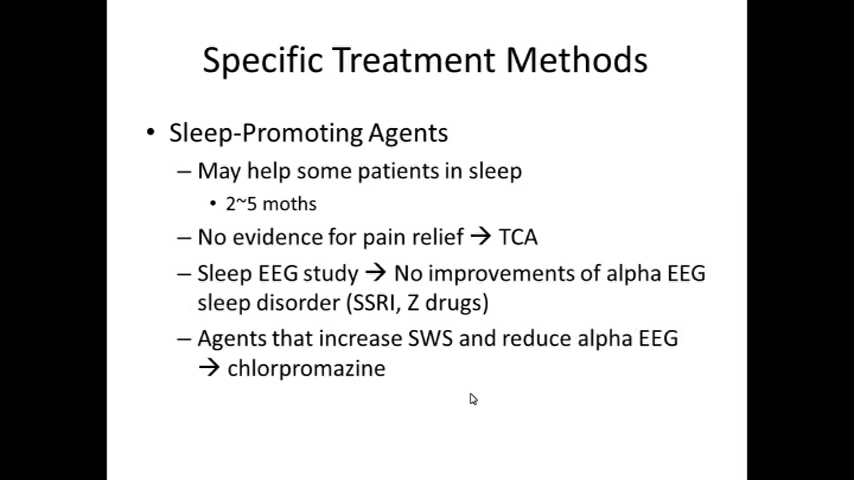 Specific Treatment Methods
• Sleep-Promoting Agents
– May help some patients in sleep
• 2~5 moths
– No evidence for pain relief → TCA
– Sleep EEG study → No improvements of alpha EEG
sleep disorder (SSRI, Z drugs)
– Agents that increase SWS and reduce alpha EEG
→ chlorpromazine